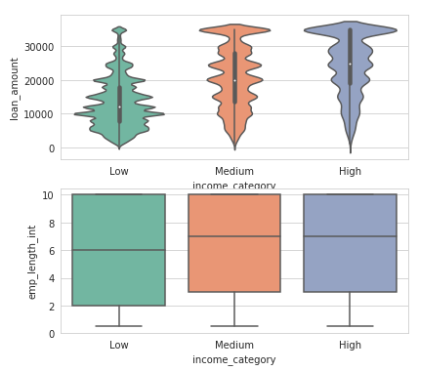 loan_amount
30000
20000
10000
0
Low Medium High
income_category
emp_length_int
10
8
6
4
2
0
Low Medium High
income_category